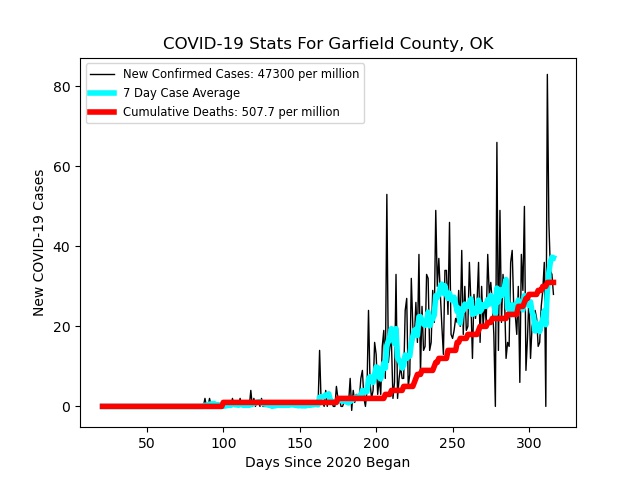 COVID-19 Stats For Garfield County, OK
New Confirmed Cases: 47300 per million
7 Day Case Average
Cumulative Deaths: 507.7 per million
New COVID-19 Cases
80
60
40
20
0
50 100 150 200 250 300
Days Since 2020 Began